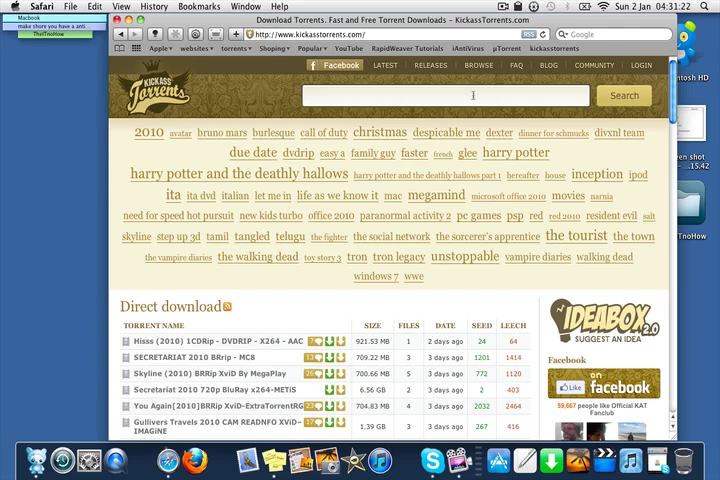 Safari File Edit View History Bookmarks Window Help Sun 2 Jan 04:31:22
Macbook
make shore you have a anti...
TheITnoHow
Download Torrents. Fast and Free Torrent Downloads - KickassTorrents.com
http://www.kickasstorrents.com/ RSS Google
Apple websites torrents Shoping Popular YouTube RapidWeaver Tutorials iAntiVirus µTorrent kickasstorrents
Facebook LATEST RELEASES BROWSE FAQ BLOG COMMUNITY LOGIN
KICKASS
Torrents
Search
2010 avatar bruno mars burlesque call of duty christmas despicable me dexter dinner for schmucks divxnl team
due date dvdrip easy a family guy faster french glee harry potter
harry potter and the deathly hallows harry potter and the deathly hallows part 1 hereafter house inception ipod
ita ita dvd italian let me in life as we know it mac megamind microsoft office 2010 movies narnia
need for speed hot pursuit new kids turbo office 2010 paranormal activity 2 pc games psp red red 2010 resident evil salt
skyline step up 3d tamil tangled telugu the fighter the social network the sorcerer's apprentice the tourist the town
the vampire diaries the walking dead toy story 3 tron tron legacy unstoppable vampire diaries walking dead
windows 7 wwe
Direct download
TORRENT NAME SIZE FILES DATE SEED LEECH
Hisss (2010) 1CDRip - DVDRIP - X264 - AAC 7 921.53 MB 1 2 days ago 24 64
SECRETARIAT 2010 BRrip - MC8 13 709.22 MB 3 3 days ago 1201 1414
Skyline (2010) BRRip XviD By MegaPlay 26 700.66 MB 5 3 days ago 772 1120
Secretariat 2010 720p BluRay x264-METiS 6.56 GB 2 3 days ago 2 403
You Again[2010]BRRip XviD-ExtraTorrentRG 704.83 MB 4 3 days ago 2032 2464
Gullivers Travels 2010 CAM READNFO XViD-IMAGiNE 1.39 GB 3 3 days ago 267 416
IDEABOX 2.0
SUGGEST AN IDEA
Facebook
Like on facebook
59,667 people like Official KAT Fanclub
ntosh HD
een shot
...15.42
TnoHow